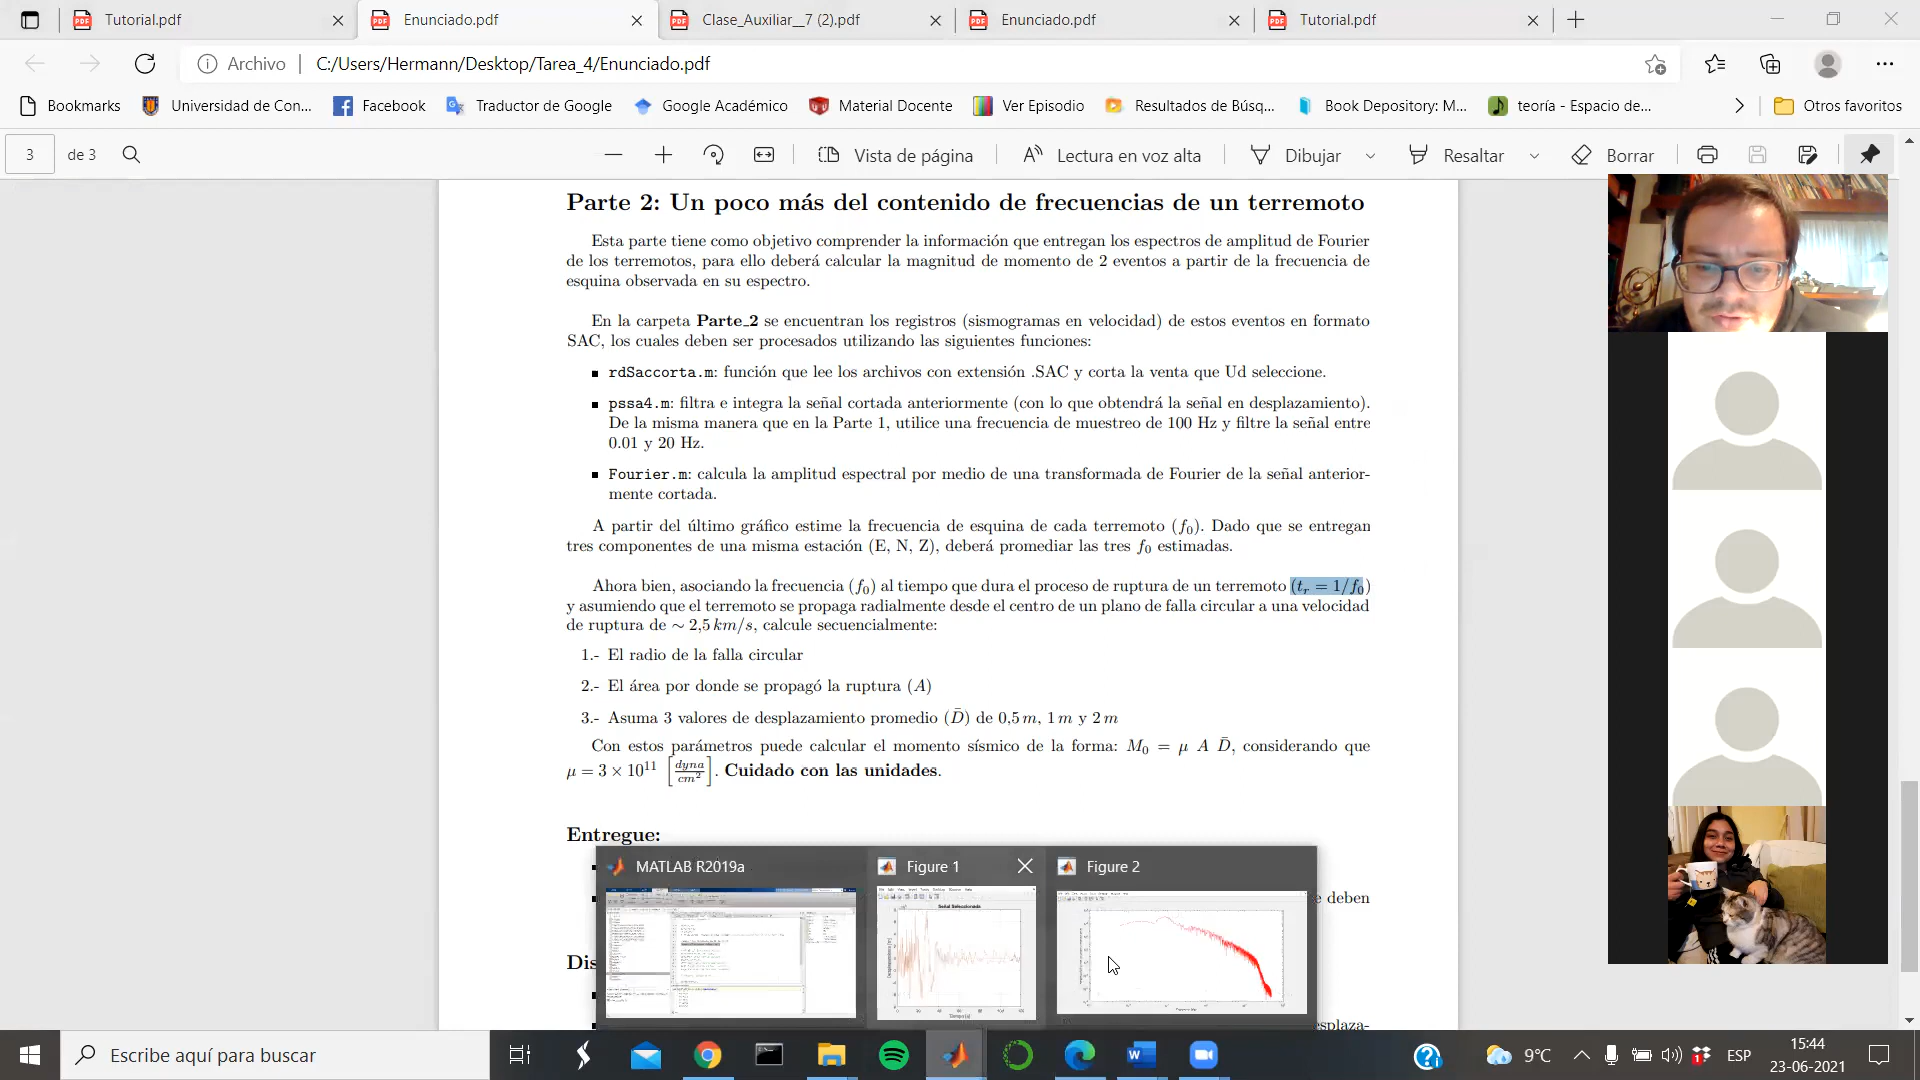 Tutorial.pdf
Enunciado.pdf
Clase_Auxiliar__7 (2).pdf
Enunciado.pdf
Tutorial.pdf
Archivo
C:/Users/Hermann/Desktop/Tarea_4/Enunciado.pdf
Bookmarks
Universidad de Con...
Facebook
Traductor de Google
Google Académico
Material Docente
Ver Episodio
Resultados de Búsq...
Book Depository: M...
teoría - Espacio de...
Otros favoritos
3
de 3
Vista de página
Lectura en voz alta
Dibujar
Resaltar
Borrar
Parte 2: Un poco más del contenido de frecuencias de un terremoto
Esta parte tiene como objetivo comprender la información que entregan los espectros de amplitud de Fourier
de los terremotos, para ello deberá calcular la magnitud de momento de 2 eventos a partir de la frecuencia de
esquina observada en su espectro.
En la carpeta Parte_2 se encuentran los registros (sismogramas en velocidad) de estos eventos en formato
SAC, los cuales deben ser procesados utilizando las siguientes funciones:
▪ rdSaccorta.m: función que lee los archivos con extensión .SAC y corta la venta que Ud seleccione.
▪ pssa4.m: filtra e integra la señal cortada anteriormente (con lo que obtendrá la señal en desplazamiento).
De la misma manera que en la Parte 1, utilice una frecuencia de muestreo de 100 Hz y filtre la señal entre
0.01 y 20 Hz.
▪ Fourier.m: calcula la amplitud espectral por medio de una transformada de Fourier de la señal anterior-
mente cortada.
A partir del último gráfico estime la frecuencia de esquina de cada terremoto (f₀). Dado que se entregan
tres componentes de una misma estación (E, N, Z), deberá promediar las tres f₀ estimadas.
Ahora bien, asociando la frecuencia (f₀) al tiempo que dura el proceso de ruptura de un terremoto (tᵣ = 1/f₀)
y asumiendo que el terremoto se propaga radialmente desde el centro de un plano de falla circular a una velocidad
de ruptura de ∼ 2,5 km/s, calcule secuencialmente:
1.- El radio de la falla circular
2.- El área por donde se propagó la ruptura (A)
3.- Asuma 3 valores de desplazamiento promedio (D̄) de 0,5 m, 1 m y 2 m
Con estos parámetros puede calcular el momento sísmico de la forma: M₀ = μ A D̄, considerando que
μ = 3 × 10¹¹ [dyna/cm²]. Cuidado con las unidades.
Entregue:
MATLAB R2019a
Figure 1
Figure 2
e deben
Dis
Señal Seleccionada
esplaza-
Escribe aquí para buscar
9°C
ESP
15:44
23-06-2021